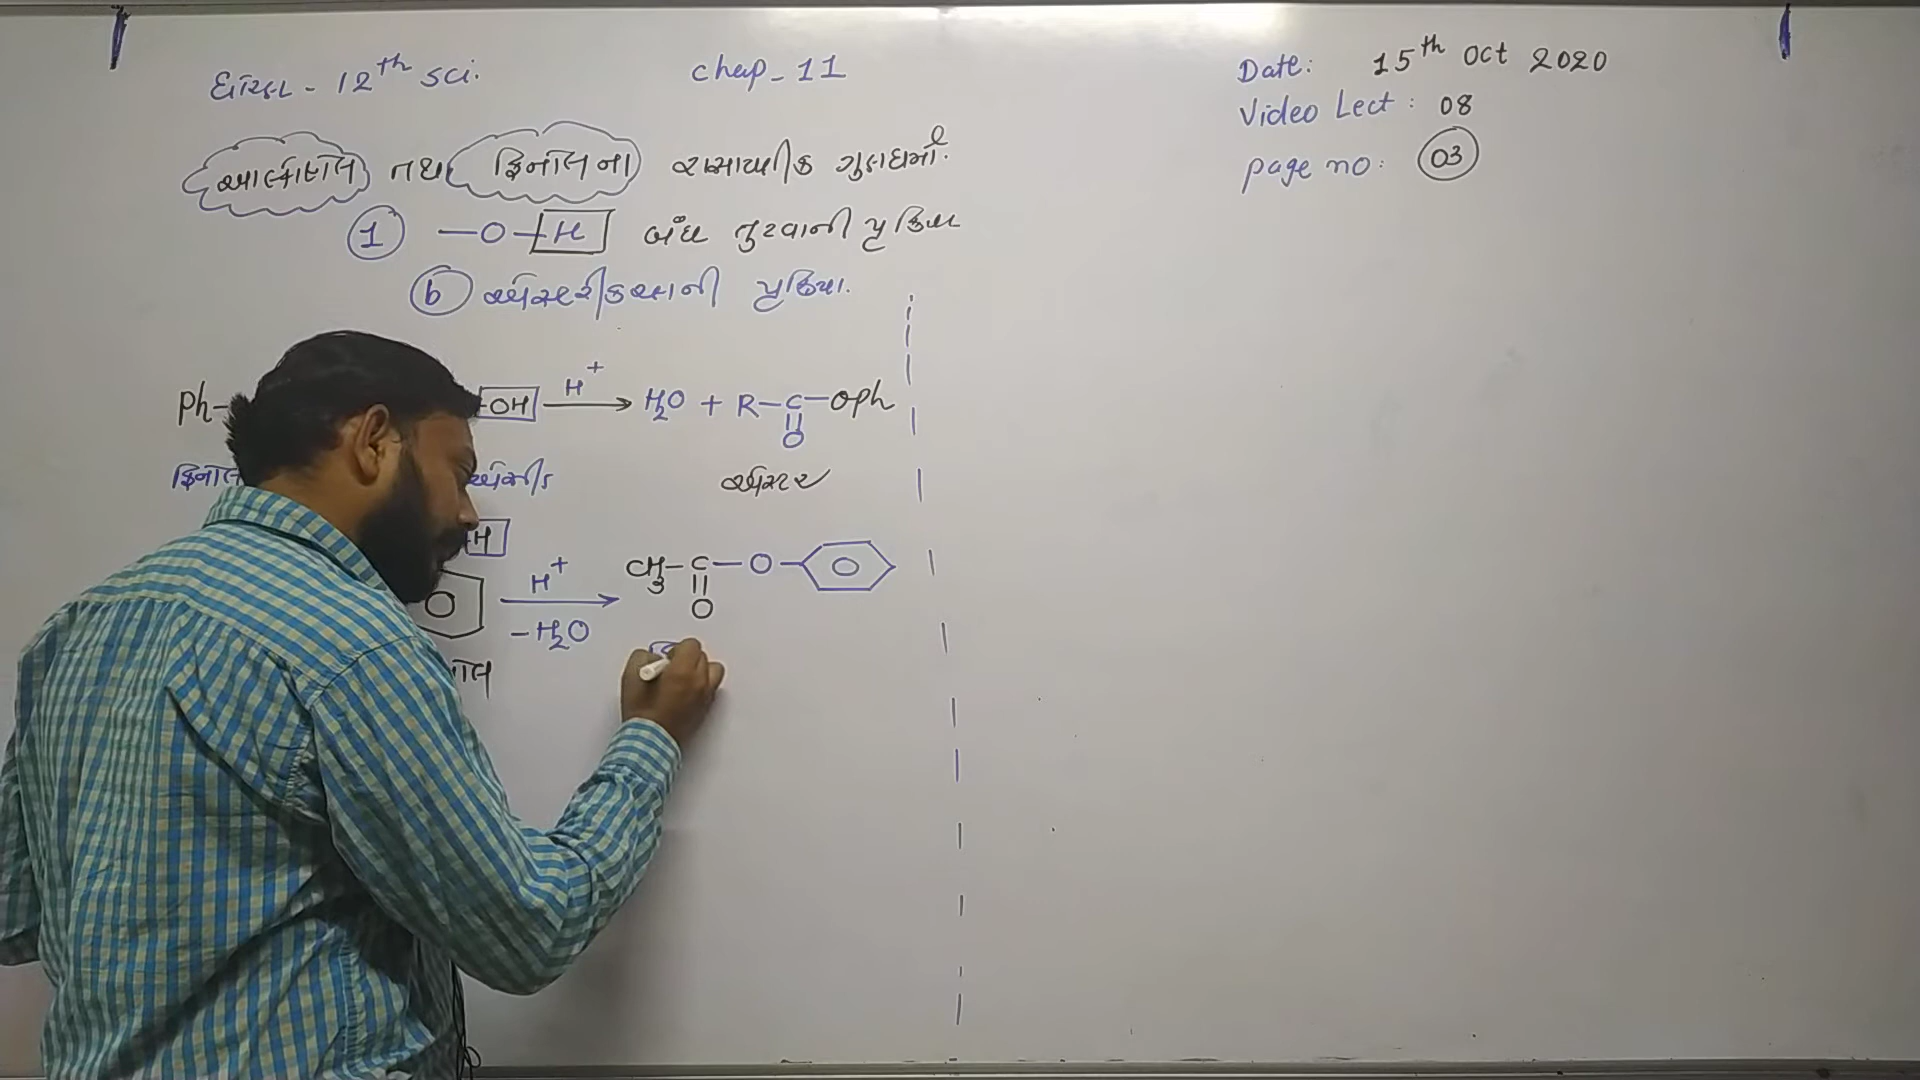 ધોરણ - 12th sci.
chap - 11
Date: 15th Oct 2020
Video Lect : 08
page no: 03
આલ્કોહોલ તથા ફિનોલના રાસાયણીક ગુણધર્મો.
1 —O—H બંધ તુટવાની પ્રક્રિયા
b એસ્ટરીકરણની પ્રક્રિયા.
Ph- -OH H+ → H2O + R—C—OPh
O
ફિનોલ એસ્ટર
H
H+ → CH3—C—O—
O
O
-H2O